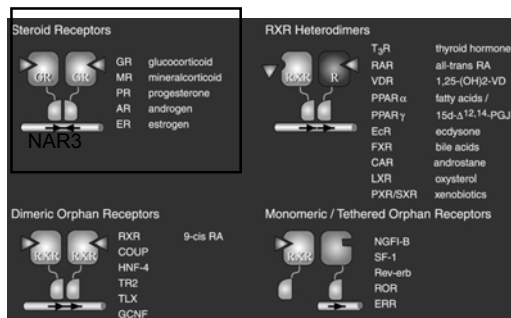 Steroid Receptors
GR glucocorticoid
MR mineralcorticoid
PR progesterone
AR androgen
ER estrogen
GR GR
NAR3
RXR Heterodimers
T3R thyroid hormone
RAR all-trans RA
VDR 1,25-(OH)2-VD
PPARα fatty acids /
PPARγ 15d-Δ12,14-PGJ
EcR ecdysone
FXR bile acids
CAR androstane
LXR oxysterol
PXR/SXR xenobiotics
RXR R
Dimeric Orphan Receptors
RXR 9-cis RA
COUP
HNF-4
TR2
TLX
GCNF
RXR RXR
Monomeric / Tethered Orphan Receptors
NGFI-B
SF-1
Rev-erb
ROR
ERR
RXR